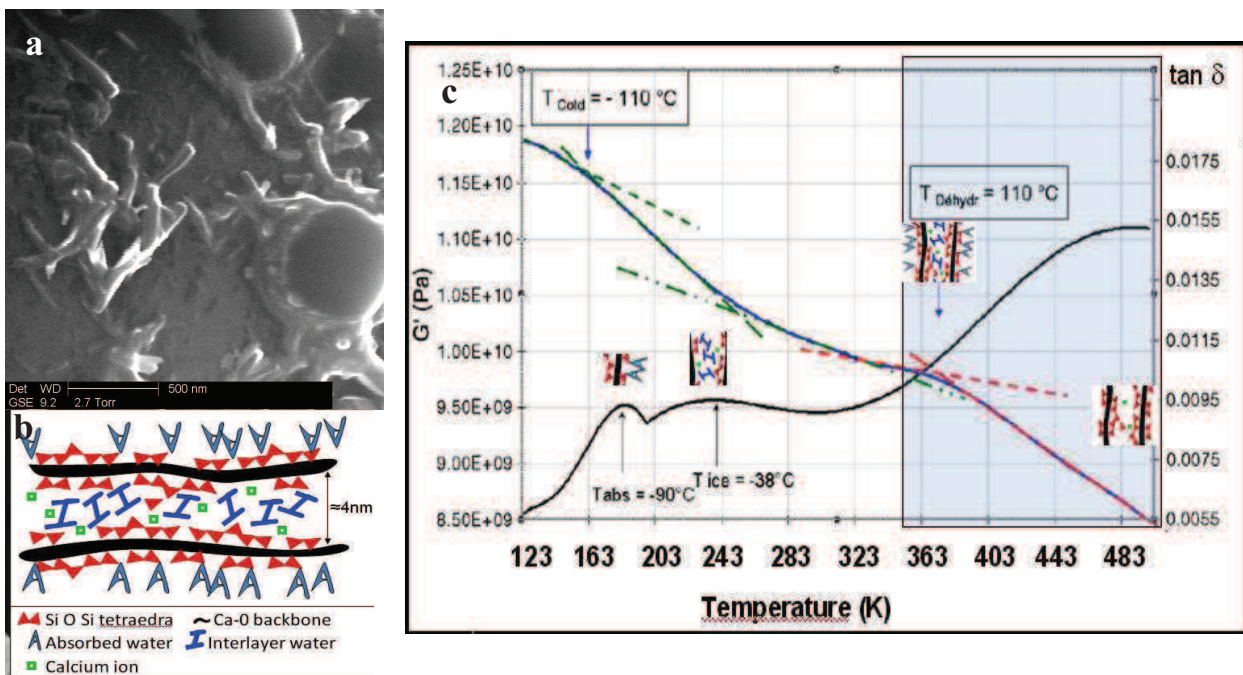 a
Det WD 500 nm
GSE 9.2 2.7 Torr
b
≈4nm
Si O Si tetraedra
Ca-0 backbone
Absorbed water
Interlayer water
Calcium ion
c
G' (Pa)
1.25E+10
1.20E+10
1.15E+10
1.10E+10
1.05E+10
1.00E+10
9.50E+09
9.00E+09
8.50E+09
T Cold = - 110 °C
T Déhydr = 110 °C
Tabs = -90°C
T ice = -38°C
tan δ
0.0175
0.0155
0.0135
0.0115
0.0095
0.0075
0.0055
123 163 203 243 283 323 363 403 443 483
Temperature (K)